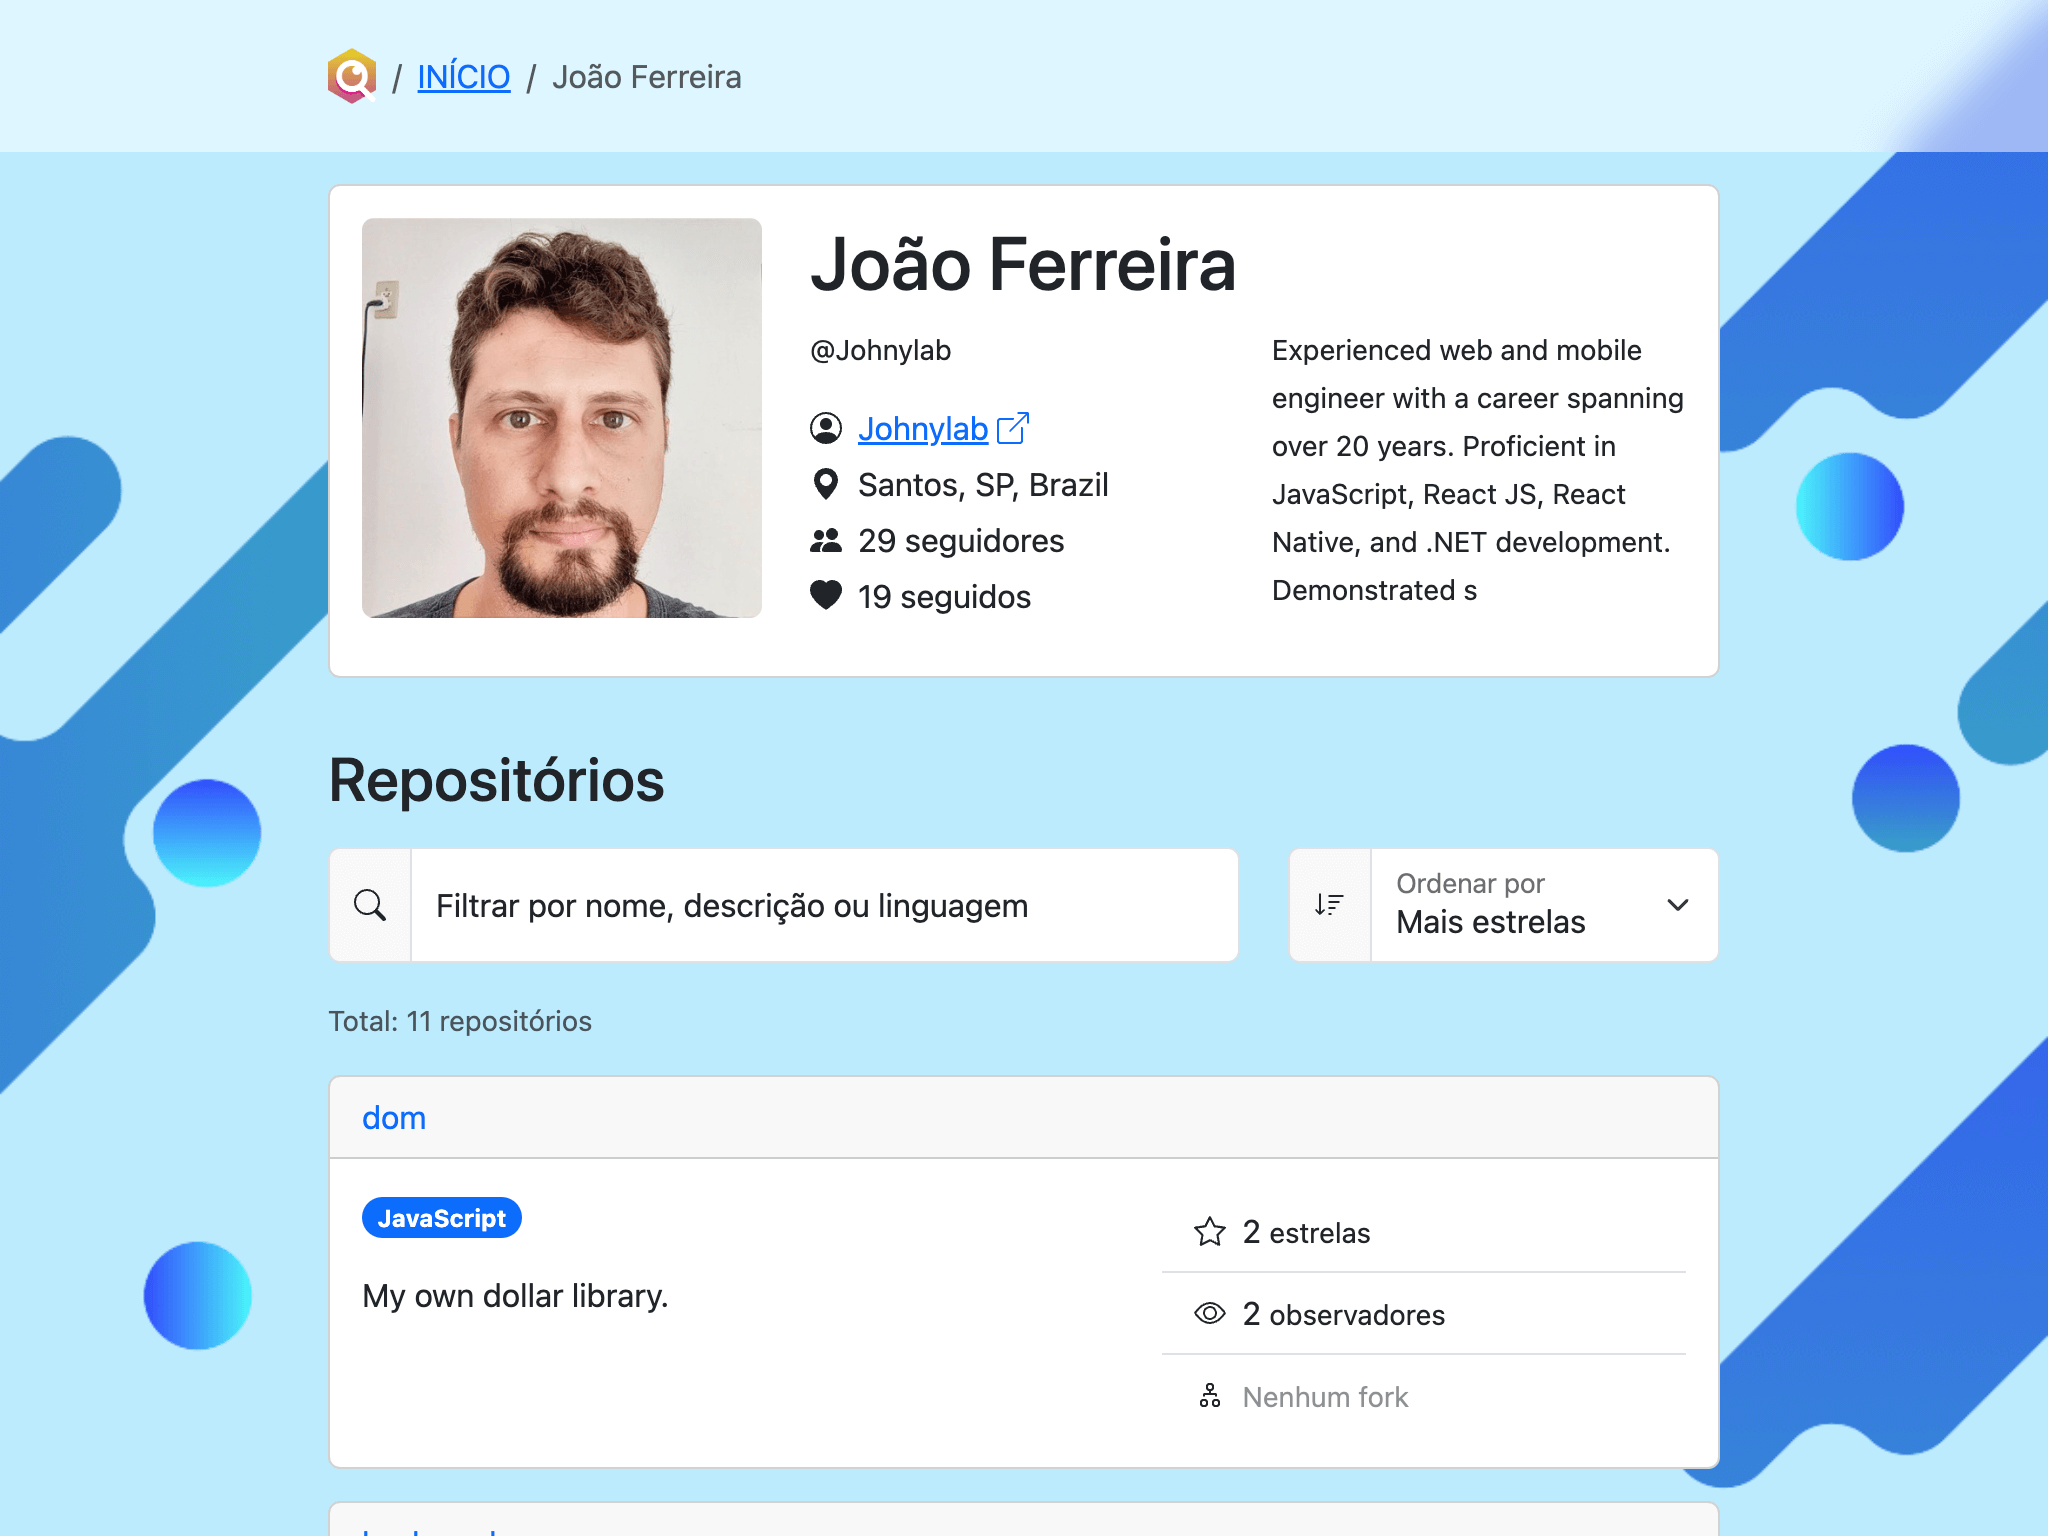 / INÍCIO / João Ferreira
João Ferreira
@Johnylab
Johnylab
Santos, SP, Brazil
29 seguidores
19 seguidos
Experienced web and mobile
engineer with a career spanning
over 20 years. Proficient in
JavaScript, React JS, React
Native, and .NET development.
Demonstrated s
Repositórios
Filtrar por nome, descrição ou linguagem
Ordenar por
Mais estrelas
Total: 11 repositórios
dom
JavaScript
My own dollar library.
2 estrelas
2 observadores
Nenhum fork